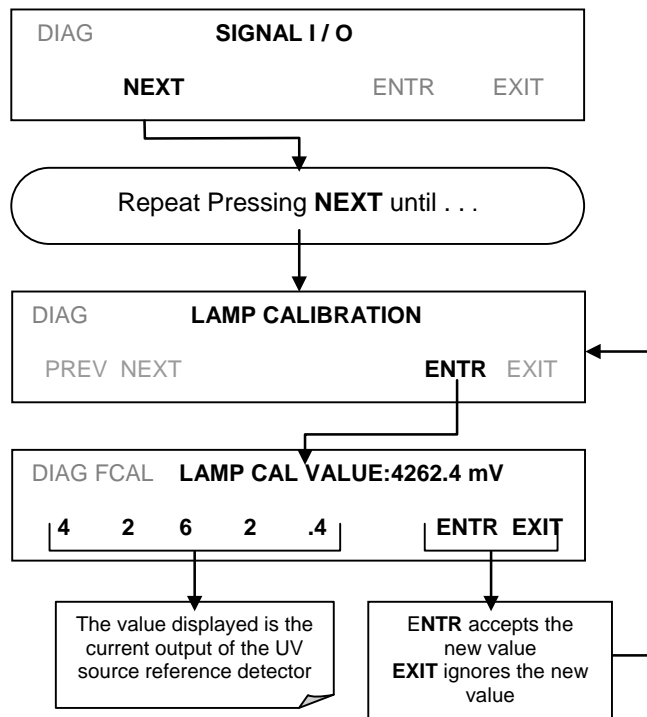 DIAG SIGNAL I / O
NEXT ENTR EXIT
Repeat Pressing NEXT until . . .
DIAG LAMP CALIBRATION
PREV NEXT ENTR EXIT
DIAG FCAL LAMP CAL VALUE:4262.4 mV
4 2 6 2 .4 ENTR EXIT
The value displayed is the
current output of the UV
source reference detector
ENTR accepts the
new value
EXIT ignores the new
value